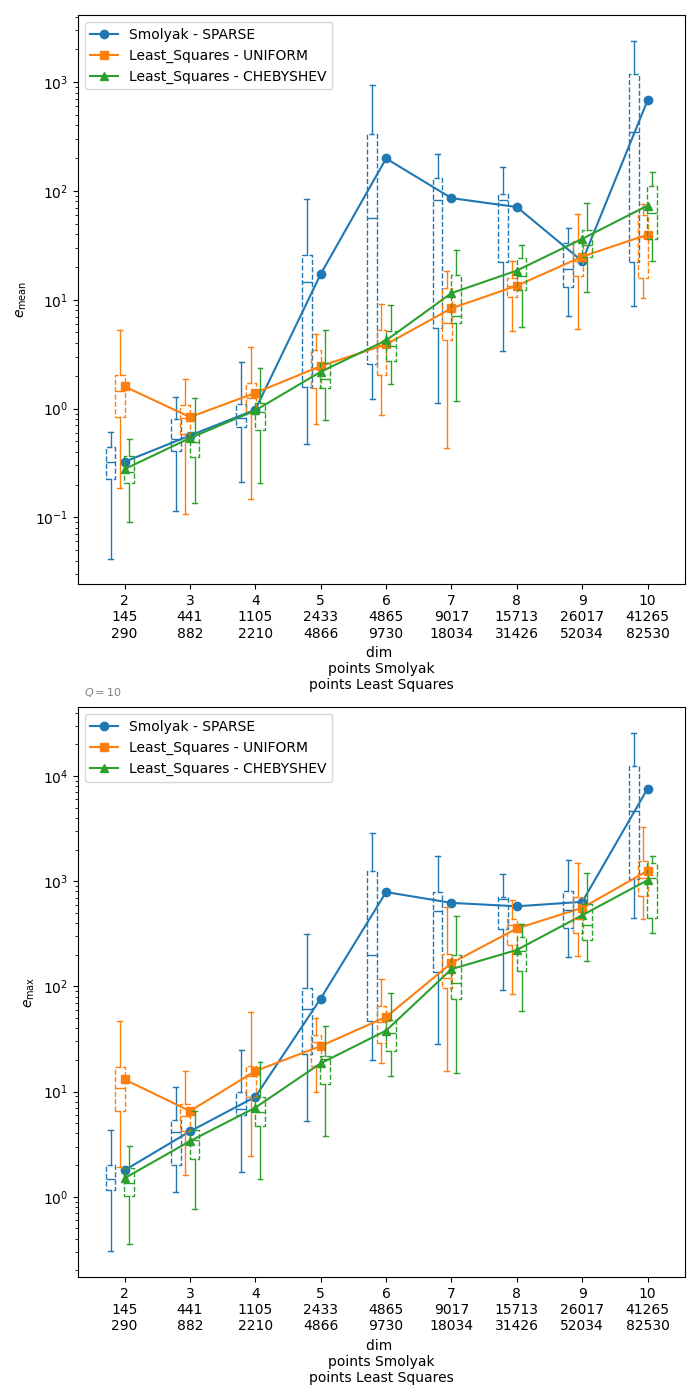 Smolyak - SPARSE
Least_Squares - UNIFORM
Least_Squares - CHEBYSHEV
10³
10²
10¹
10⁰
10⁻¹
e_mean
2 3 4 5 6 7 8 9 10
145 441 1105 2433 4865 9017 15713 26017 41265
290 882 2210 4866 9730 18034 31426 52034 82530
dim
points Smolyak
points Least Squares
Q = 10
Smolyak - SPARSE
Least_Squares - UNIFORM
Least_Squares - CHEBYSHEV
10⁴
10³
10²
10¹
10⁰
e_max
2 3 4 5 6 7 8 9 10
145 441 1105 2433 4865 9017 15713 26017 41265
290 882 2210 4866 9730 18034 31426 52034 82530
dim
points Smolyak
points Least Squares